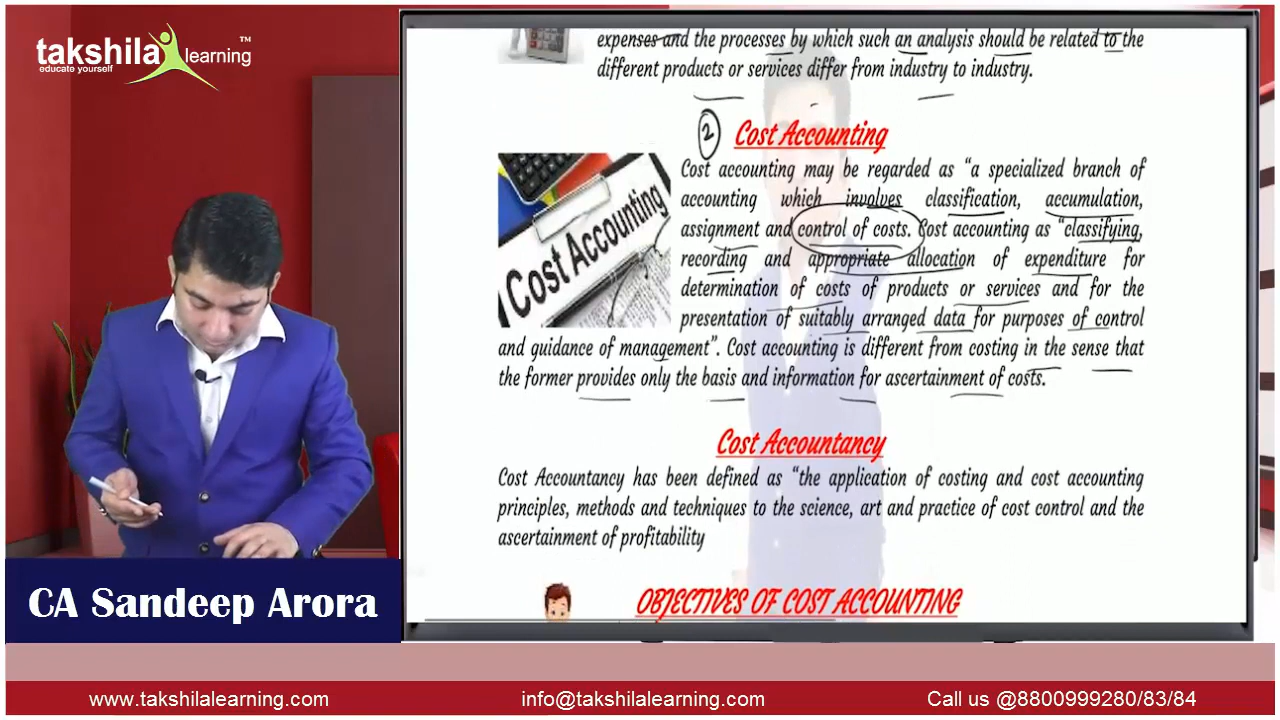 takshila
learning™
educate yourself
expenses and the processes by which such an analysis should be related to the
different products or services differ from industry to industry.
2 Cost Accounting
Cost accounting may be regarded as “a specialized branch of
accounting which involves classification, accumulation,
assignment and control of costs. Cost accounting as “classifying,
recording and appropriate allocation of expenditure for
determination of costs of products or services and for the
presentation of suitably arranged data for purposes of control
and guidance of management”. Cost accounting is different from costing in the sense that
the former provides only the basis and information for ascertainment of costs.
Cost Accounting
Cost Accountancy
Cost Accountancy has been defined as “the application of costing and cost accounting
principles, methods and techniques to the science, art and practice of cost control and the
ascertainment of profitability
OBJECTIVES OF COST ACCOUNTING
CA Sandeep Arora
www.takshilalearning.com
info@takshilalearning.com
Call us @8800999280/83/84